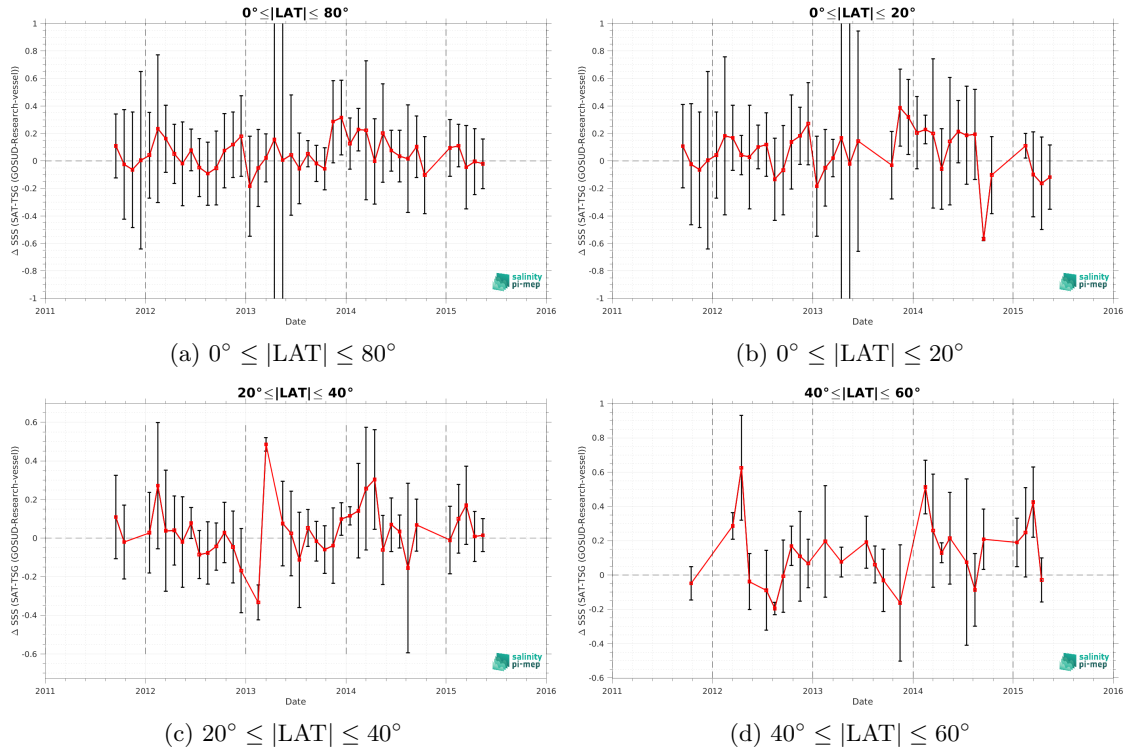 0°≤|LAT|≤ 80°
Δ SSS (SAT-TSG (GOSUD-Research-vessel))
1
0.8
0.6
0.4
0.2
0
-0.2
-0.4
-0.6
-0.8
-1
salinity
pi-mep
2011 2012 2013 2014 2015 2016
Date
(a) 0° ≤ |LAT| ≤ 80°
0°≤|LAT|≤ 20°
Δ SSS (SAT-TSG (GOSUD-Research-vessel))
1
0.8
0.6
0.4
0.2
0
-0.2
-0.4
-0.6
-0.8
-1
salinity
pi-mep
2011 2012 2013 2014 2015 2016
Date
(b) 0° ≤ |LAT| ≤ 20°
20°≤|LAT|≤ 40°
Δ SSS (SAT-TSG (GOSUD-Research-vessel))
0.6
0.4
0.2
0
-0.2
-0.4
-0.6
salinity
pi-mep
2011 2012 2013 2014 2015 2016
Date
(c) 20° ≤ |LAT| ≤ 40°
40°≤|LAT|≤ 60°
Δ SSS (SAT-TSG (GOSUD-Research-vessel))
1
0.8
0.6
0.4
0.2
0
-0.2
-0.4
-0.6
salinity
pi-mep
2011 2012 2013 2014 2015 2016
Date
(d) 40° ≤ |LAT| ≤ 60°